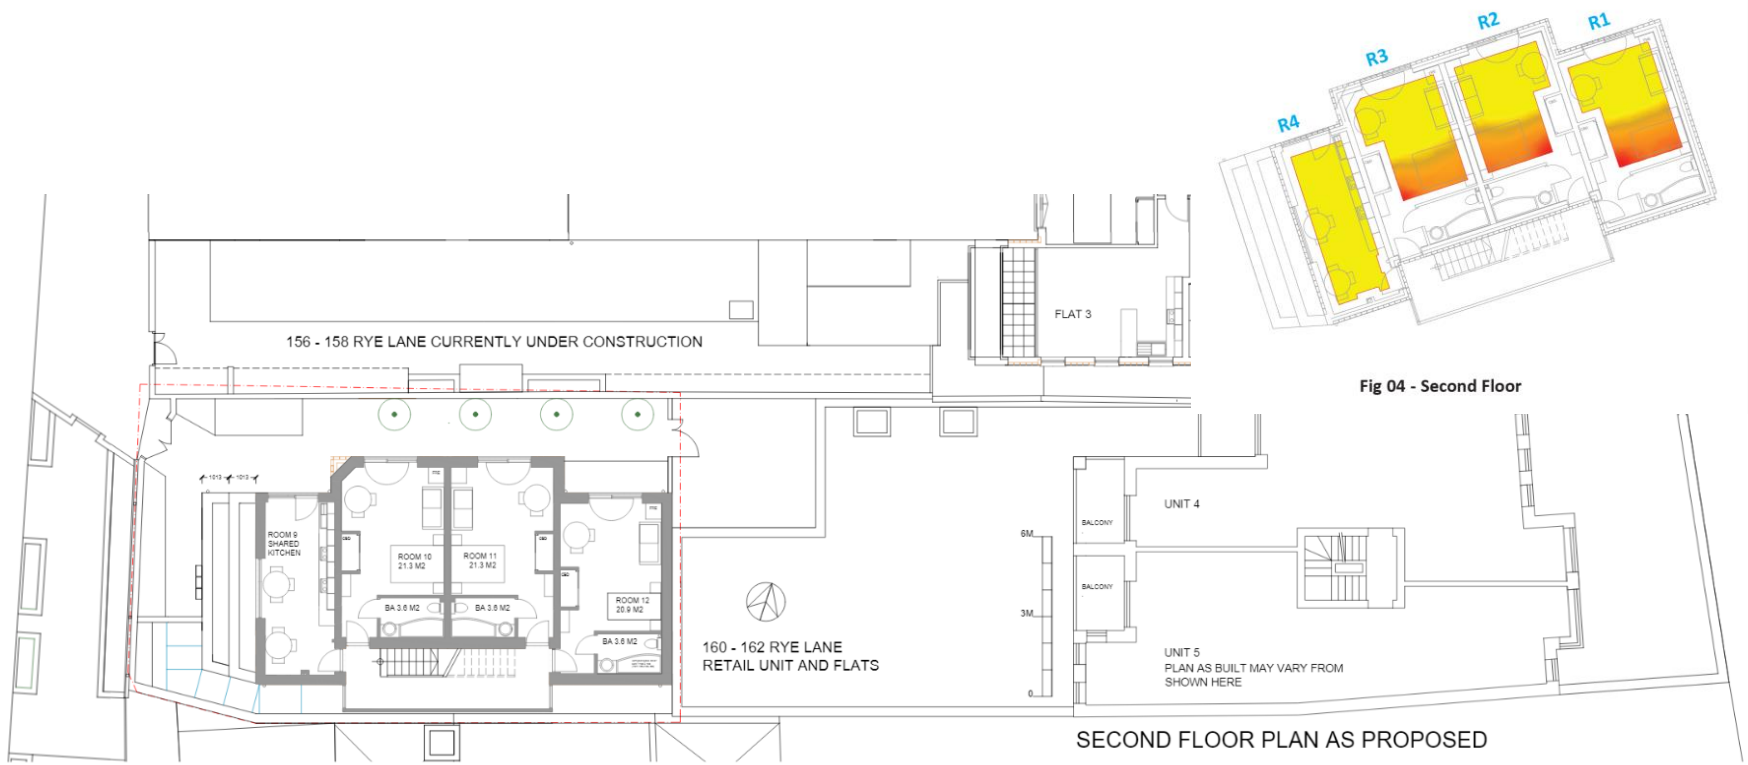 R2
R1
R3
R4
Fig 04 - Second Floor
FLAT 3
156 - 158 RYE LANE CURRENTLY UNDER CONSTRUCTION
1013
1013
ROOM 9
SHARED
KITCHEN
ROOM 10
21.3 M2
ROOM 11
21.3 M2
ROOM 12
20.9 M2
BA 3.6 M2
BA 3.6 M2
BA 3.6 M2
160 - 162 RYE LANE
RETAIL UNIT AND FLATS
6M
3M
0
BALCONY
BALCONY
UNIT 4
UNIT 5
PLAN AS BUILT MAY VARY FROM
SHOWN HERE
SECOND FLOOR PLAN AS PROPOSED